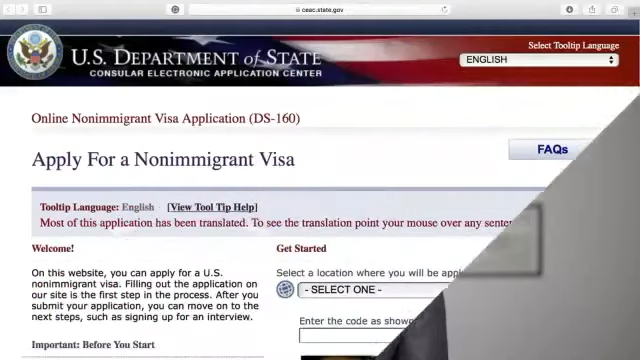 ceac.state.gov
U.S. DEPARTMENT of STATE
CONSULAR ELECTRONIC APPLICATION CENTER
Select Tooltip Language
ENGLISH
Online Nonimmigrant Visa Application (DS-160)
Apply For a Nonimmigrant Visa
FAQs
Tooltip Language: English [View Tool Tip Help]
Most of this application has been translated. To see the translation point your mouse over any
Welcome!
On this website, you can apply for a U.S.
nonimmigrant visa. Filling out the application on
our site is the first step in the process. After you
submit your application, you can move on to the
next steps, such as signing up for an interview.
Important: Before You Start
Get Started
Select a location where you will be
- SELECT ONE -
Enter the code as